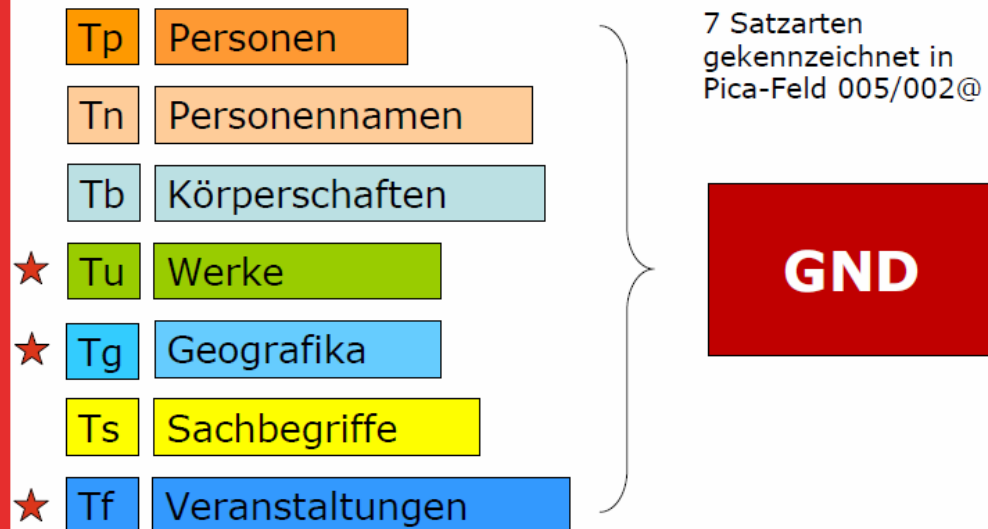 Tp Personen
Tn Personennamen
Tb Körperschaften
Tu Werke
Tg Geografika
Ts Sachbegriffe
Tf Veranstaltungen
7 Satzarten
gekennzeichnet in
Pica-Feld 005/002@
GND